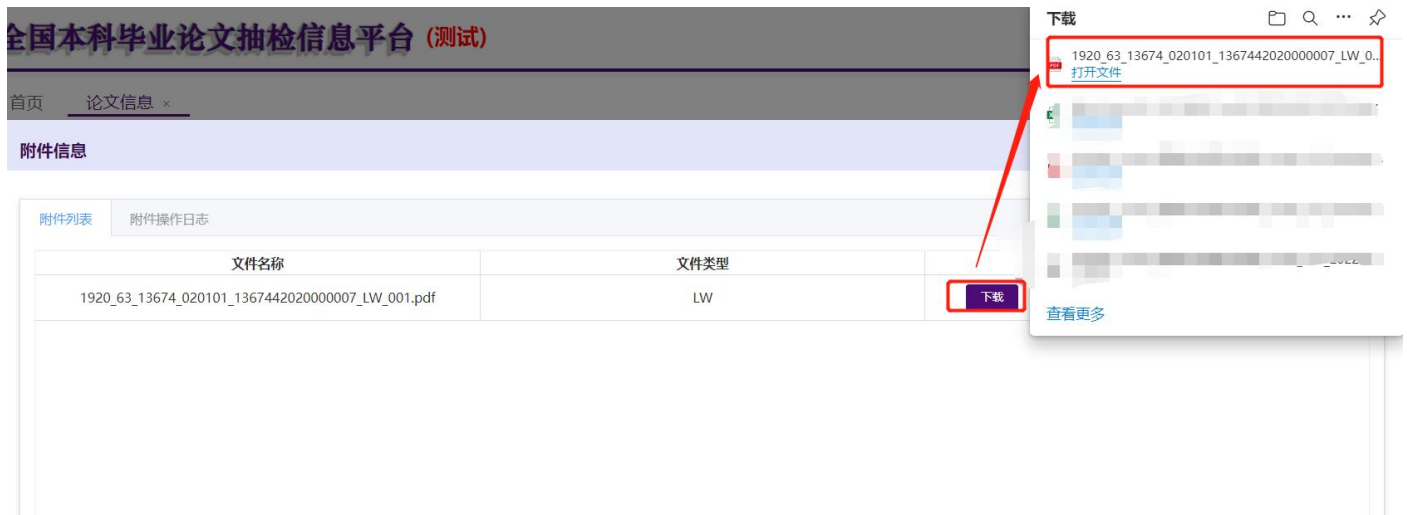 全国本科毕业论文抽检信息平台 (测试)
首页 论文信息 ×
附件信息
附件列表 附件操作日志
文件名称 文件类型
1920_63_13674_020101_1367442020000007_LW_001.pdf LW 下载
下载
1920_63_13674_020101_1367442020000007_LW_0...
打开文件
查看更多